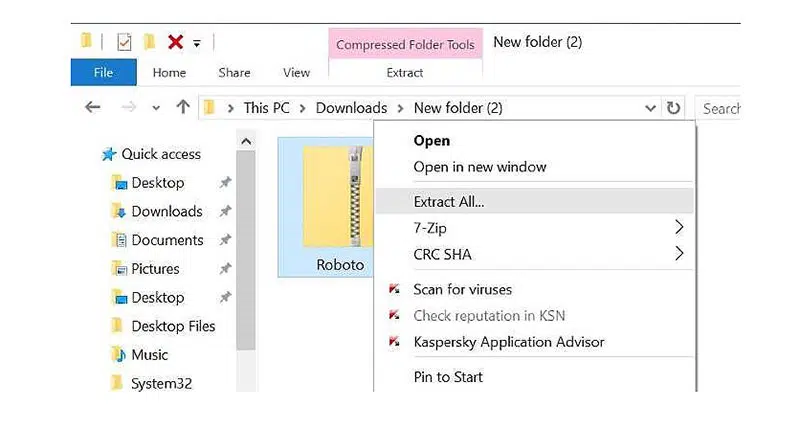 Compressed Folder Tools
New folder (2)
File
Home
Share
View
Extract
This PC > Downloads > New folder (2)
Search
Quick access
Desktop
Downloads
Documents
Pictures
Desktop
Desktop Files
Music
System32
Roboto
Open
Open in new window
Extract All...
7-Zip
CRC SHA
Scan for viruses
Check reputation in KSN
Kaspersky Application Advisor
Pin to Start